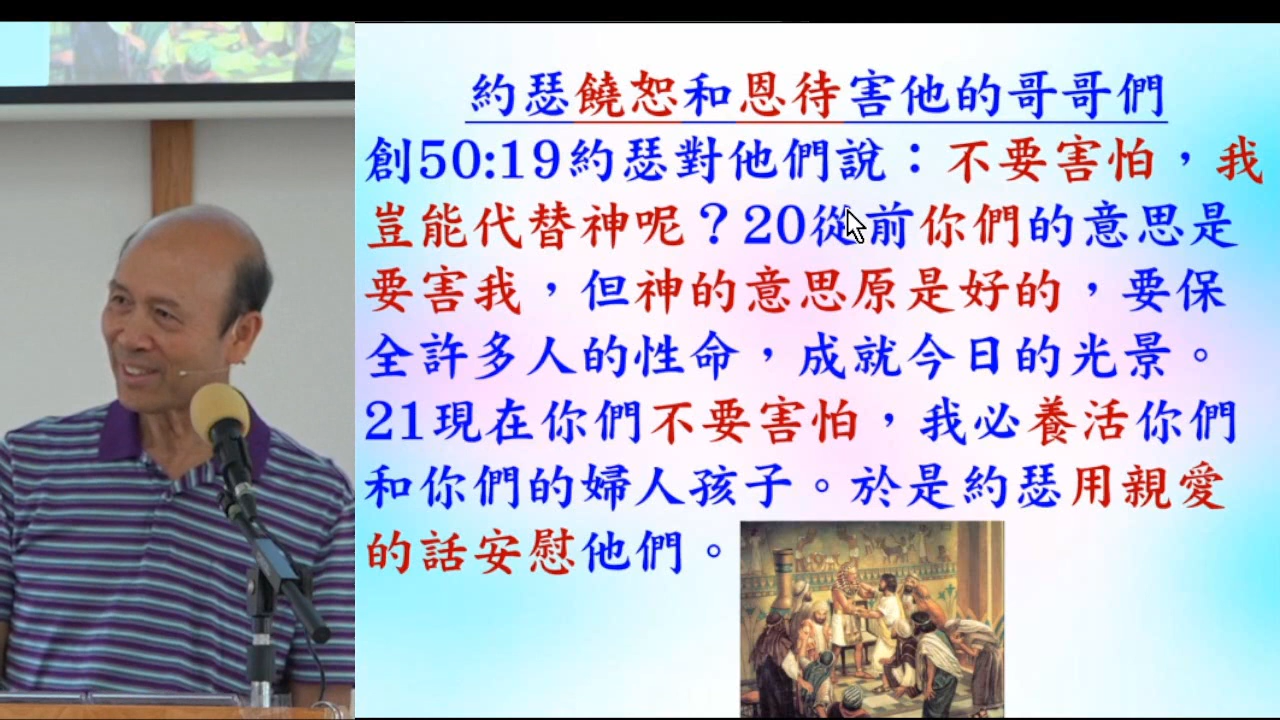 約瑟饒恕和恩待害他的哥哥們
創50:19約瑟對他們說：不要害怕，我
豈能代替神呢？20從前你們的意思是
要害我，但神的意思原是好的，要保
全許多人的性命，成就今日的光景。
21現在你們不要害怕，我必養活你們
和你們的婦人孩子。於是約瑟用親愛
的話安慰他們。